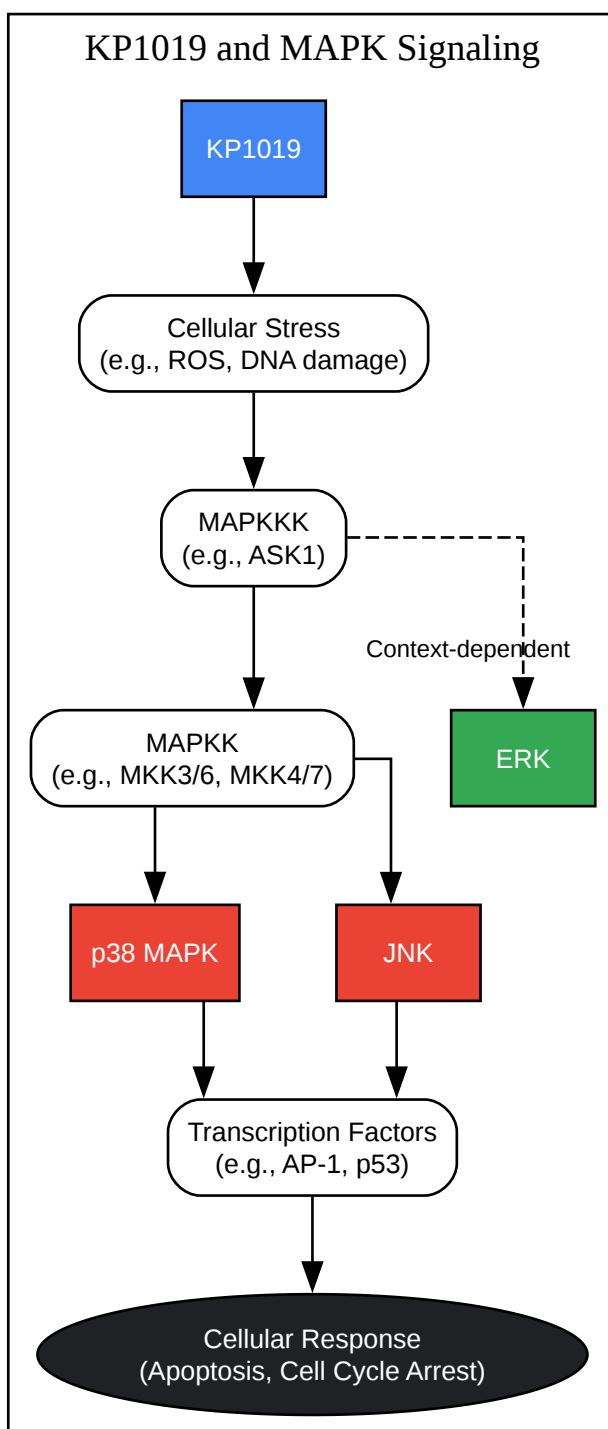 KP1019 and MAPK Signaling
KP1019
Cellular Stress
(e.g., ROS, DNA damage)
MAPKKK
(e.g., ASK1)
Context-dependent
MAPKK
(e.g., MKK3/6, MKK4/7)
ERK
p38 MAPK
JNK
Transcription Factors
(e.g., AP-1, p53)
Cellular Response
(Apoptosis, Cell Cycle Arrest)